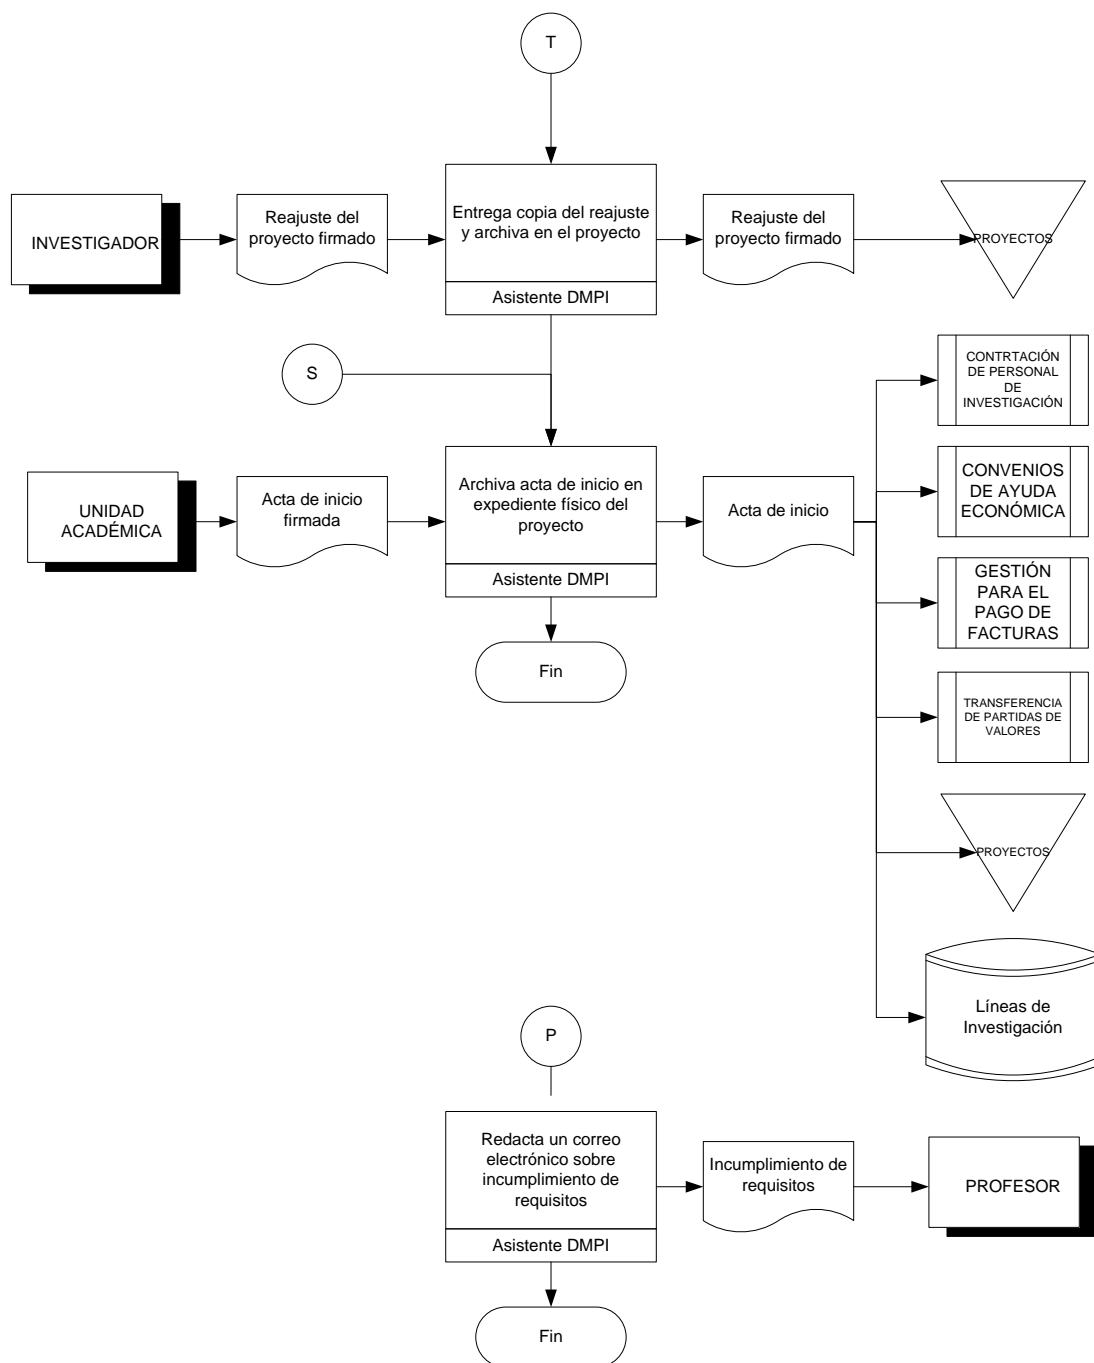 T
INVESTIGADOR
Reajuste del
proyecto firmado
Entrega copia del reajuste
y archiva en el proyecto
Asistente DMPI
Reajuste del
proyecto firmado
PROYECTOS
S
CONTRTACIÓN
DE PERSONAL
DE
INVESTIGACIÓN
UNIDAD
ACADÉMICA
Acta de inicio
firmada
Archiva acta de inicio en
expediente físico del
proyecto
Asistente DMPI
Acta de inicio
CONVENIOS
DE AYUDA
ECONÓMICA
GESTIÓN
PARA EL
PAGO DE
FACTURAS
Fin
TRANSFERENCIA
DE PARTIDAS DE
VALORES
PROYECTOS
Líneas de
Investigación
P
Redacta un correo
electrónico sobre
incumplimiento de
requisitos
Asistente DMPI
Incumplimiento de
requisitos
PROFESOR
Fin